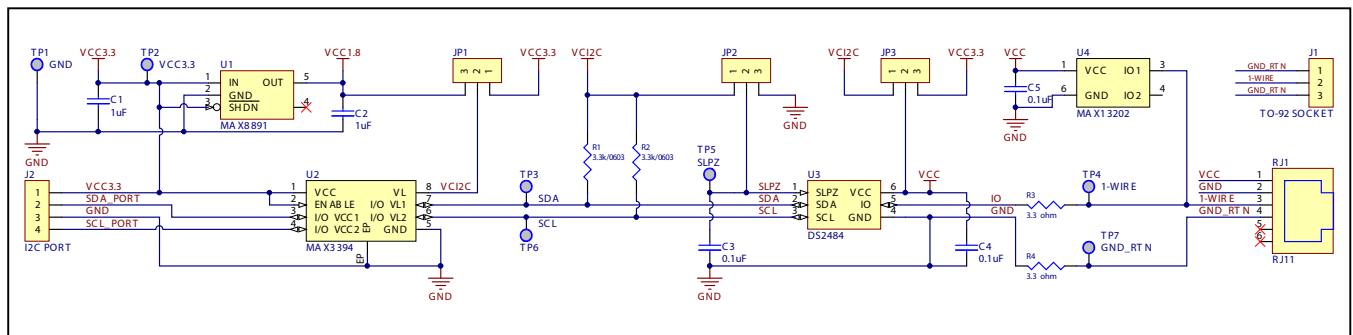 TP1
GND
VCC3.3
TP2
VCC3.3
U1
1 IN OUT 5
2 GND
3 SHDN 4
MAX8891
C1
1uF
VCC1.8
C2
1uF
GND
JP1
3 2 1
VCC3.3
VCI2C
JP2
1 2 3
GND
VCI2C
JP3
1 2 3
VCC3.3
VCC
C5
0.1uF
GND
U4
1 VCC IO1 3
6 GND IO2 4
MAX13202
J1
GND_RTN 1
1-WIRE 2
GND_RTN 3
TO-92 SOCKET
J2
1 VCC3.3
2 SDA_PORT
3 GND
4 SCL_PORT
I2C PORT
U2
1 VCC VL 8
2 ENABLE I/O VL1 7
3 I/O VCC1 I/O VL2 6
4 I/O VCC2 GND 5
EP
MAX3394
EP
VCI2C
GND
TP3
SDA
SCL
TP6
R1
3.3k/0603
R2
3.3k/0603
TP5
SLPZ
C3
0.1uF
GND
U3
SLPZ 1 SLPZ VCC 6
SDA 2 SDA IO 5
SCL 3 SCL GND 4
DS2484
VCC
C4
0.1uF
IO
GND
R3
3.3 ohm
R4
3.3 ohm
TP4
1-WIRE
TP7
GND_RTN
RJ1
VCC 1
GND 2
1-WIRE 3
GND_RTN 4
5
6
RJ11